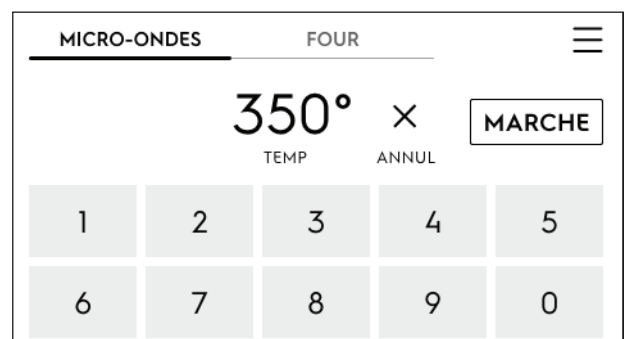 MICRO-ONDES FOUR
350° × MARCHE
TEMP ANNUL
1 2 3 4 5
6 7 8 9 0